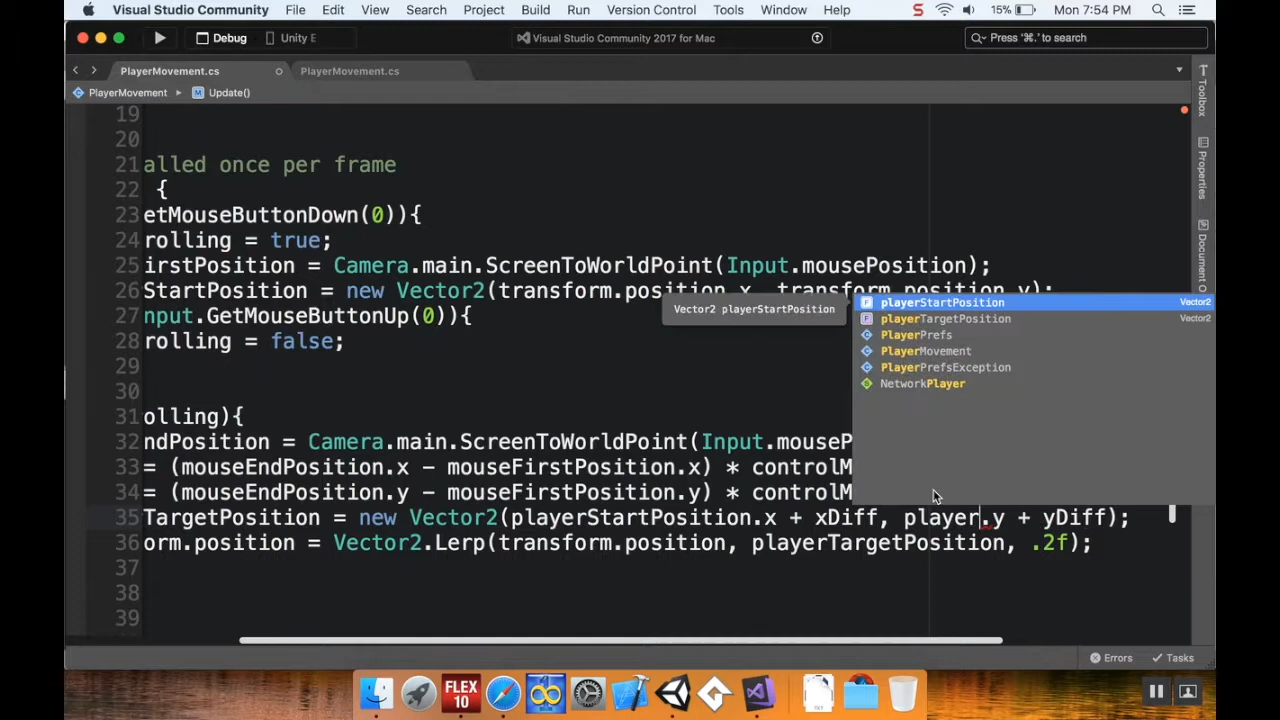 Visual Studio Community File Edit View Search Project Build Run Version Control Tools Window Help S 15% Mon 7:54 PM
Debug Unity E Visual Studio Community 2017 for Mac Press '⌘.' to search
PlayerMovement.cs PlayerMovement.cs
PlayerMovement ▸ M Update()
19
20
21 alled once per frame
22 {
23 etMouseButtonDown(0)){
24 rolling = true;
25 irstPosition = Camera.main.ScreenToWorldPoint(Input.mousePosition);
26 StartPosition = new Vector2(transform.position.x, transform.position.y);
27 nput.GetMouseButtonUp(0)){
28 rolling = false;
29
30
31 olling){
32 ndPosition = Camera.main.ScreenToWorldPoint(Input.mouseP
33 = (mouseEndPosition.x - mouseFirstPosition.x) * controlM
34 = (mouseEndPosition.y - mouseFirstPosition.y) * controlM
35 TargetPosition = new Vector2(playerStartPosition.x + xDiff, player.y + yDiff);
36 orm.position = Vector2.Lerp(transform.position, playerTargetPosition, .2f);
37
38
39
Vector2 playerStartPosition
playerStartPosition Vector2
playerTargetPosition Vector2
PlayerPrefs
PlayerMovement
PlayerPrefsException
NetworkPlayer
Toolbox
Properties
Document O
Errors Tasks
FLEX
10